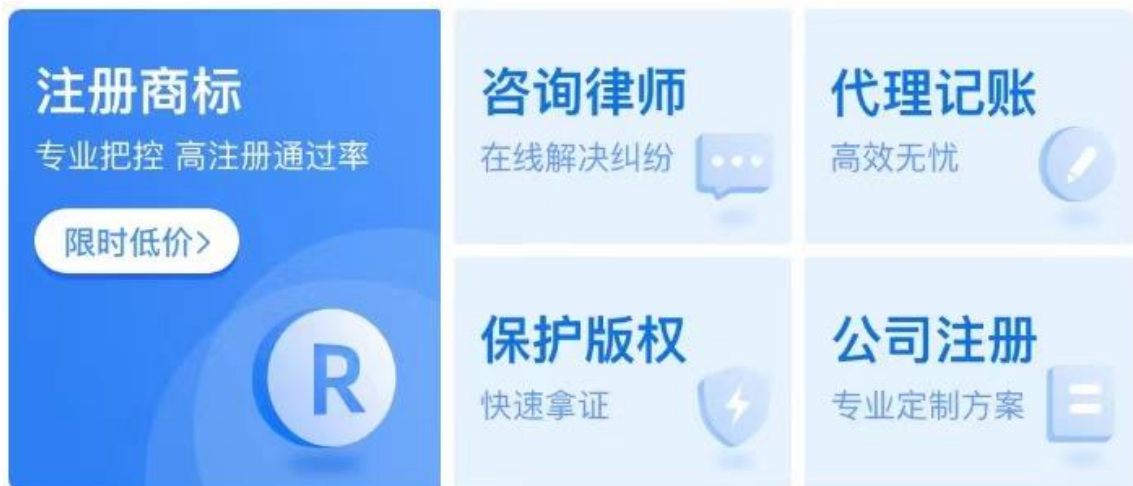 注册商标
专业把控 高注册通过率
限时低价>
R
咨询律师
在线解决纠纷
代理记账
高效无忧
保护版权
快速拿证
公司注册
专业定制方案